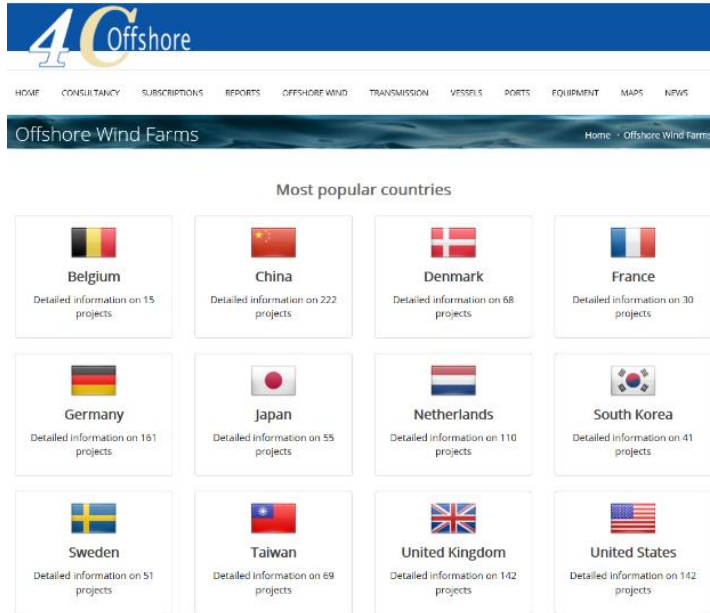 4C Offshore
HOME CONSULTANCY SUBSCRIPTIONS REPORTS OFFSHORE WIND TRANSMISSION VESSELS PORTS EQUIPMENT MAPS NEWS
Offshore Wind Farms
Home · Offshore Wind Farms
Most popular countries
Belgium
Detailed information on 15
projects
China
Detailed information on 222
projects
Denmark
Detailed information on 68
projects
France
Detailed information on 30
projects
Germany
Detailed information on 161
projects
Japan
Detailed information on 55
projects
Netherlands
Detailed information on 110
projects
South Korea
Detailed information on 41
projects
Sweden
Detailed information on 51
projects
Taiwan
Detailed information on 69
projects
United Kingdom
Detailed information on 142
projects
United States
Detailed information on 142
projects